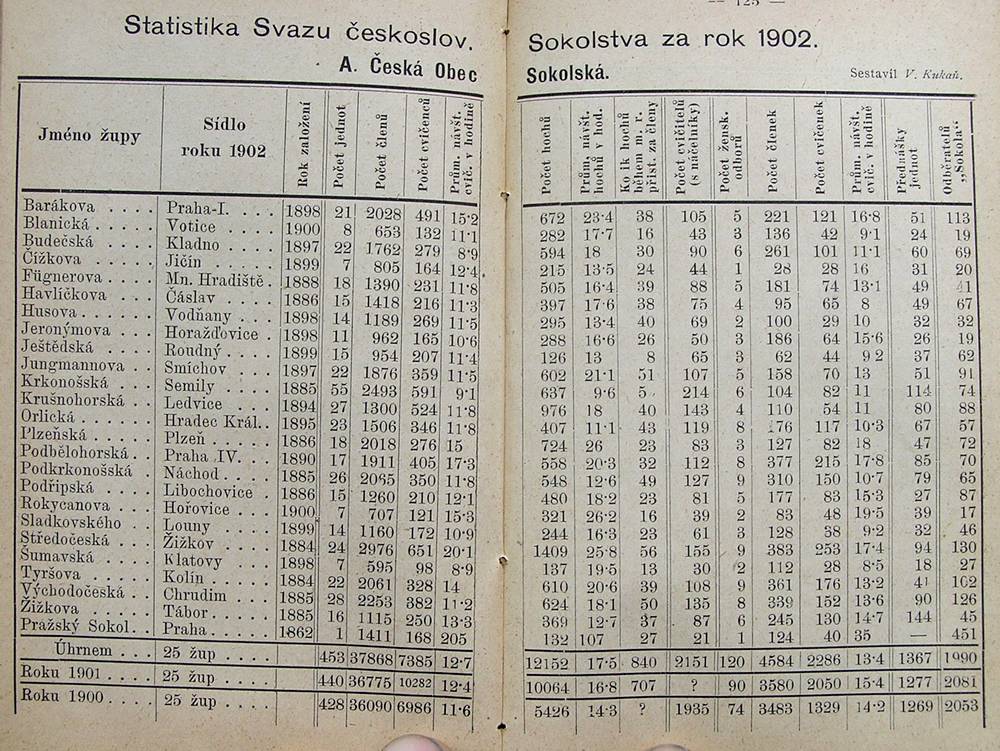 Statistika Svazu českoslov.
A. Česká Obec
Jméno župy Sídlo roku 1902 Rok založení Počet jednot Počet členů Počet cvičenců Prům. návšt. cvič. v hodině
Barákova . . . . Praha-I. . . . . 1898 21 2028 491 15·2
Blanická . . . . Votice . . . . 1900 8 653 132 11·1
Budečská . . . . Kladno . . . . 1897 22 1762 279 8·9
Čížkova . . . . Jičín . . . . 1899 7 805 164 12·4
Fügnerova . . . . Mn. Hradiště . 1888 18 1390 231 11·8
Havlíčkova . . . Čáslav . . . . 1886 15 1418 216 11·3
Husova . . . . . Vodňany . . . . 1898 14 1189 269 11·5
Jeronýmova . . . Horažďovice . 1898 11 962 165 10·6
Ještědská . . . . Roudný . . . . 1899 15 954 207 11·4
Jungmannova . . Smíchov . . . 1897 22 1876 359 11·5
Krkonošská . . . Semily . . . . 1885 55 2493 591 9·1
Krušnohorská . . Ledvice . . . . 1894 27 1300 524 11·8
Orlická . . . . . Hradec Král. . 1895 23 1506 346 11·8
Plzeňská . . . . Plzeň . . . . 1886 18 2018 276 15
Podbělohorská . . Praha IV. . . . 1890 17 1911 405 17·3
Podkrkonošská . Náchod . . . . 1885 26 2085 350 11·8
Podřipská . . . . Libochovice . 1886 15 1260 210 12·1
Rokycanova . . . Hořovice . . . 1900 7 707 121 15·3
Sladkovského . . Louny . . . . 1899 14 1160 172 10·9
Středočeská . . . Žižkov . . . . 1884 24 2976 651 20·1
Šumavská . . . . Klatovy . . . . 1898 7 595 98 8·9
Tyršova . . . . . Kolín . . . . 1884 22 2061 328 14
Východočeská . . Chrudim . . . 1885 28 2253 382 11·2
Žižkova . . . . Tábor . . . . 1885 16 1115 250 13·3
Pražský Sokol . . Praha . . . . 1862 1 1411 168 205
Úhrnem . . . 25 žup . . . . 453 37868 7385 12·7
Roku 1901 . . . . 25 žup . . . . 440 36775 10282 12·4
Roku 1900 . . . . 25 žup . . . . 428 36090 6986 11·6
— 125 —
Sokolstva za rok 1902.
Sokolská. Sestavil V. Kukaň.
Počet hochů Prům. návšt. hochů v hod. Ko ik hochů během m. r. příst. za členy Počet cvičitelů (s náčelníky) Počet žensk. odborů Počet členek Počet cvičenek Prům. návšt. cvič. v hodině Přednášky jednot Odběratelů „Sokola“
672 23·4 38 105 5 221 121 16·8 51 113
282 17·7 16 43 3 136 42 9·1 24 19
594 18 30 90 6 261 101 11·1 60 69
215 13·5 24 44 1 28 28 16 31 20
505 16·4 39 88 5 181 74 13·1 49 41
397 17·6 38 75 4 95 65 8 49 67
295 13·4 40 69 2 100 29 10 32 32
288 16·6 26 50 3 186 64 15·6 26 19
126 13 8 65 3 62 44 9 2 37 62
602 21·1 51 107 5 158 70 13 51 91
637 9·6 5 214 6 104 82 11 114 74
976 18 40 143 4 110 54 11 80 88
407 11·1 43 119 8 176 117 10·3 67 57
724 26 23 83 3 127 82 18 47 72
558 20·3 32 112 8 377 215 17·8 85 70
548 12·6 49 127 9 310 150 10·7 79 65
480 18·2 23 81 5 177 83 15·3 27 87
321 26·2 16 39 2 83 48 19·5 39 17
244 16·3 23 61 3 128 58 9·2 32 46
1409 25·8 56 155 9 383 253 17·4 94 130
137 19·5 13 30 2 112 28 8·5 18 27
610 20·6 39 108 9 361 176 13·2 41 102
624 18·1 50 135 8 339 152 13·6 90 126
369 12·7 37 87 6 245 130 14·7 144 45
132 107 27 21 1 124 40 35 — 451
12152 17·5 840 2151 120 4584 2286 13·4 1367 1990
10064 16·8 707 ? 90 3580 2050 15·4 1277 2081
5426 14·3 ? 1935 74 3483 1329 14·2 1269 2053